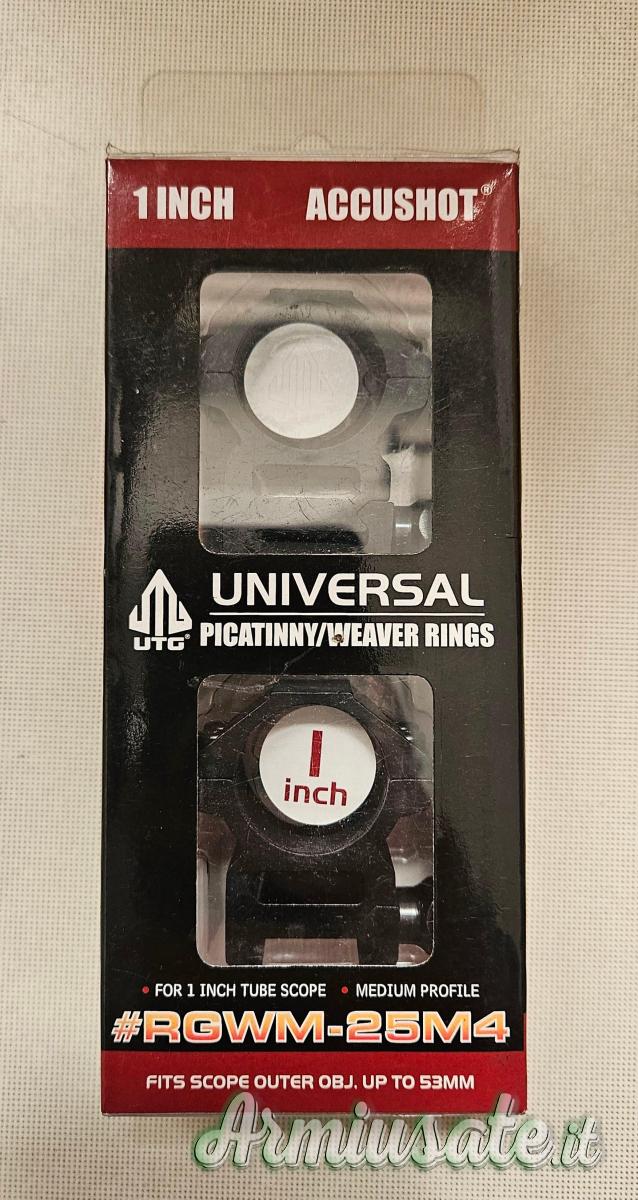 1 INCH ACCUSHOT®
UTG®
UNIVERSAL
PICATINNY/WEAVER RINGS
1
inch
• FOR 1 INCH TUBE SCOPE • MEDIUM PROFILE
#RGWM-25M4
FITS SCOPE OUTER OBJ. UP TO 53MM
Armiusate.it